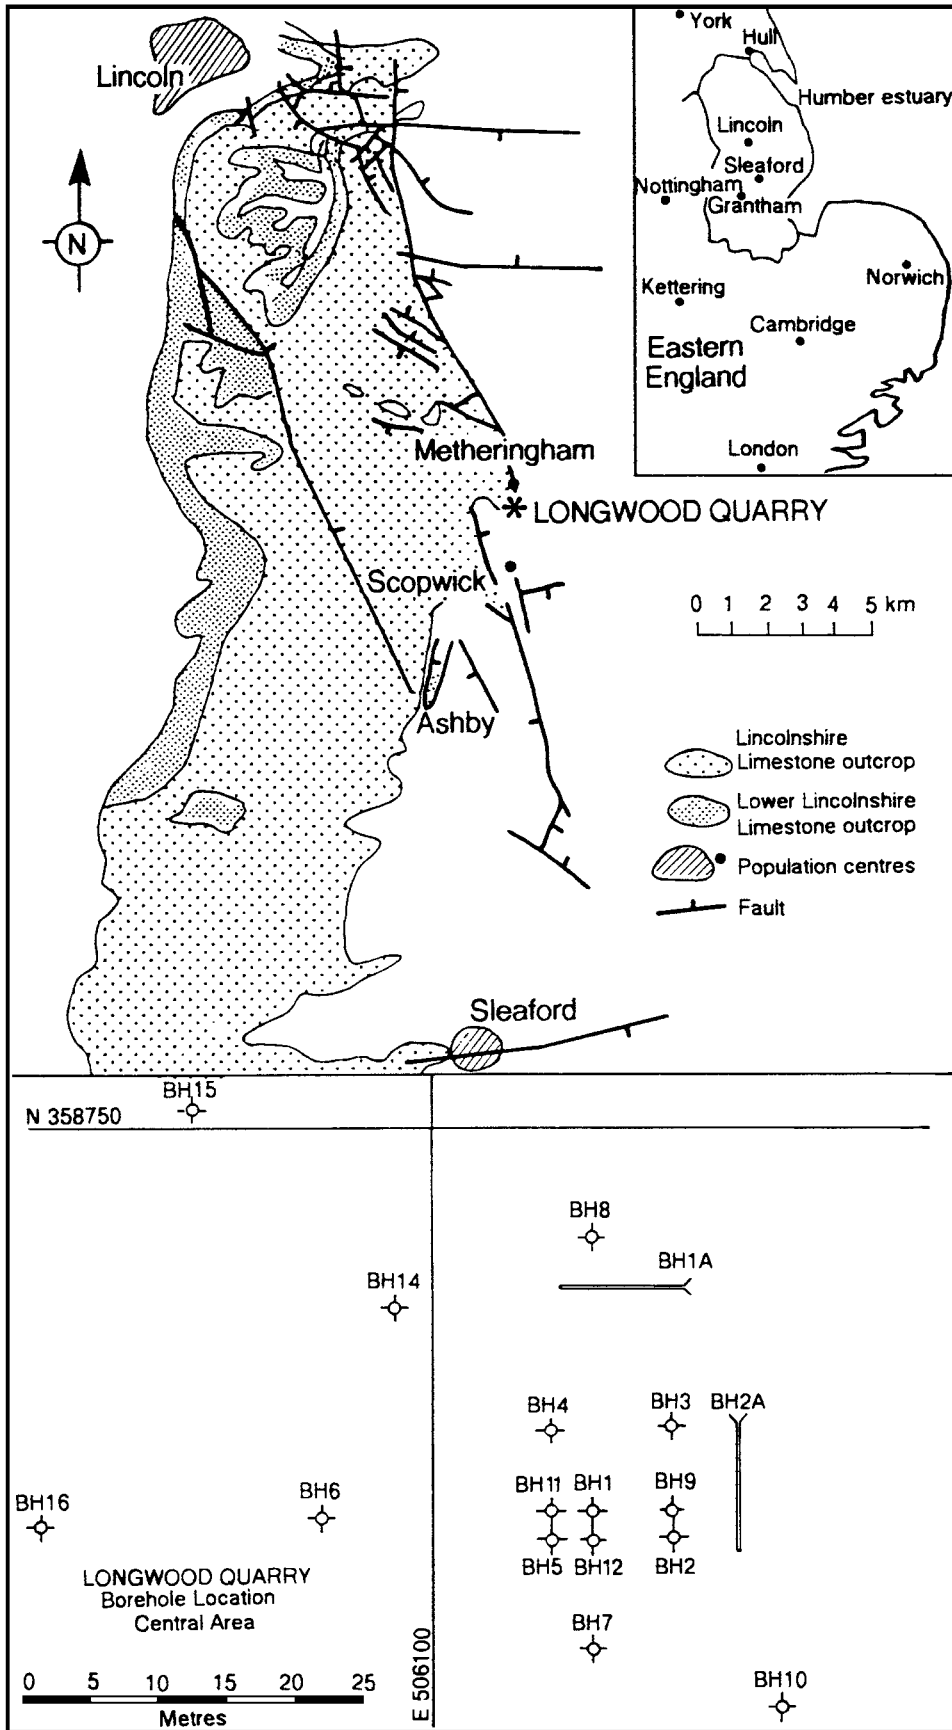 Lincoln
N
York
Hull
Humber estuary
Lincoln
Sleaford
Nottingham
Grantham
Norwich
Kettering
Cambridge
Eastern
England
London
Metheringham
LONGWOOD QUARRY
Scopwick
Ashby
0 1 2 3 5 km
Lincolnshire
Limestone outcrop
Lower Lincolnshire
Limestone outcrop
Population centres
Fault
Sleaford
BH15
N 358750
BH8
BH1A
BH14
BH4
BH3
BH2A
BH11
BH1
BH9
BH16
BH6
BH5
BH12
BH2
LONGWOOD QUARRY
Borehole Location
Central Area
BH7
E 506100
BH10
0 5 10 15 20 25
Metres